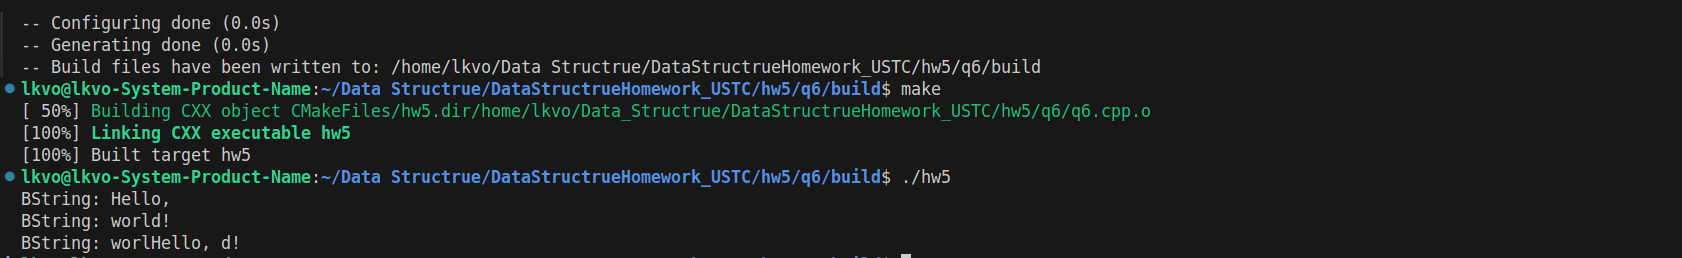 -- Configuring done (0.0s)
-- Generating done (0.0s)
-- Build files have been written to: /home/lkvo/Data Structrue/DataStructrueHomework_USTC/hw5/q6/build
lkvo@lkvo-System-Product-Name:~/Data Structrue/DataStructrueHomework_USTC/hw5/q6/build$ make
[ 50%] Building CXX object CMakeFiles/hw5.dir/home/lkvo/Data_Structrue/DataStructrueHomework_USTC/hw5/q6/q6.cpp.o
[100%] Linking CXX executable hw5
[100%] Built target hw5
lkvo@lkvo-System-Product-Name:~/Data Structrue/DataStructrueHomework_USTC/hw5/q6/build$ ./hw5
BString: Hello,
BString: world!
BString: worlHello, d!